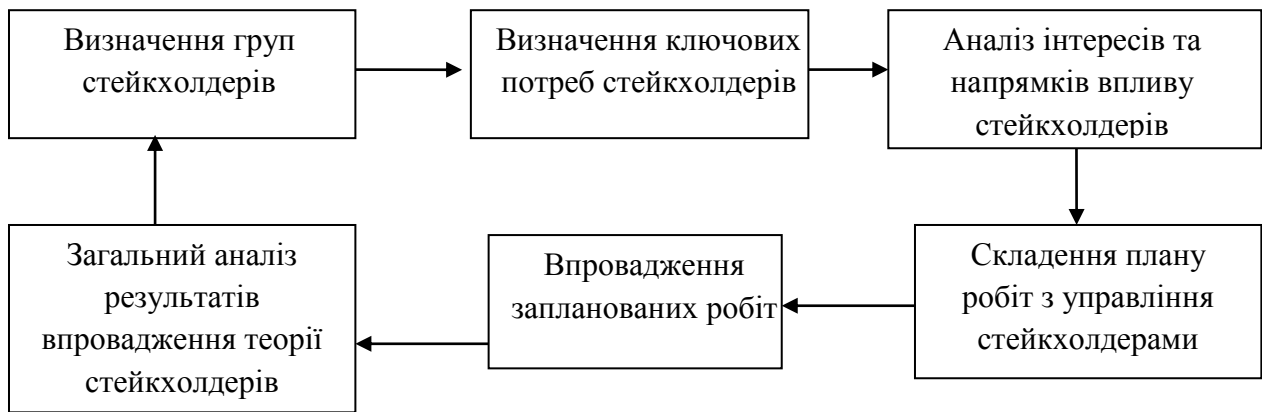 Визначення груп
стейкхолдерів
Визначення ключових
потреб стейкхолдерів
Аналіз інтересів та
напрямків впливу
стейкхолдерів
Складення плану
робіт з управління
стейкхолдерами
Впровадження
запланованих робіт
Загальний аналіз
результатів
впровадження теорії
стейкхолдерів